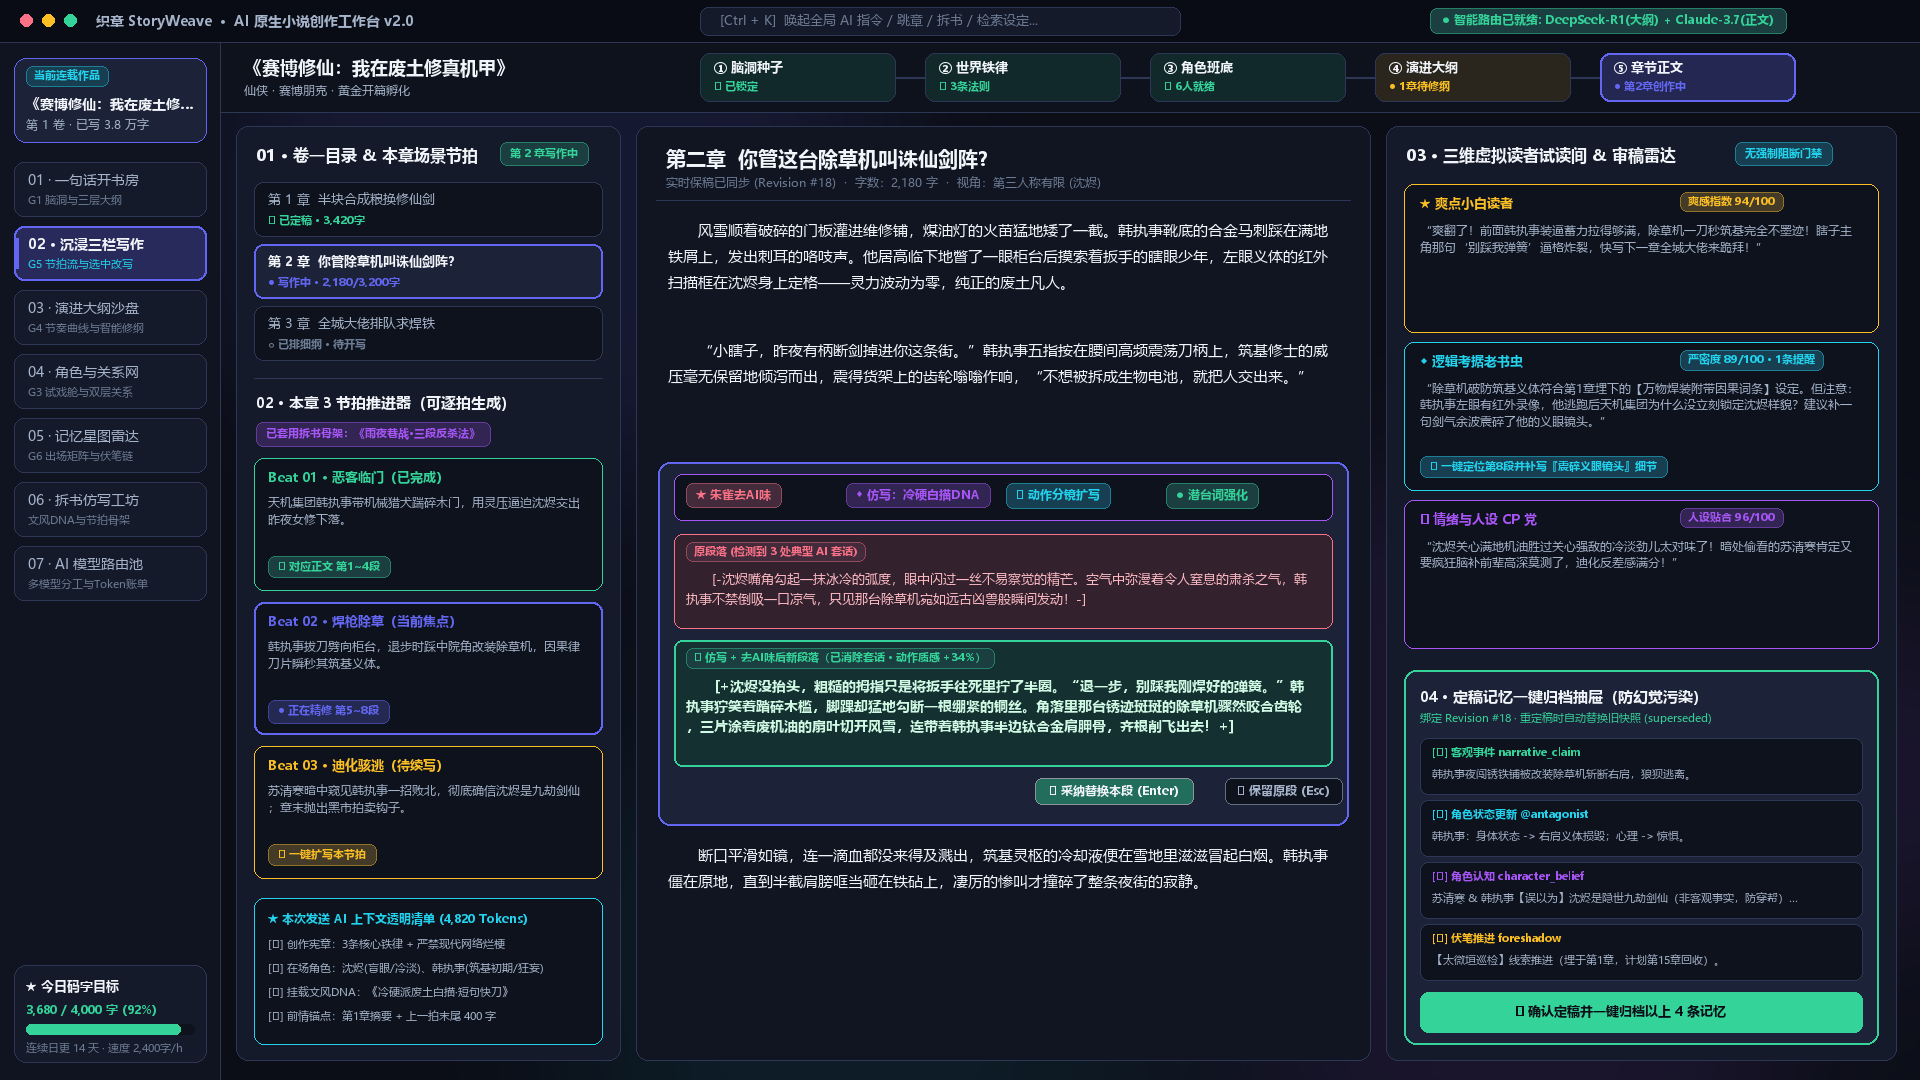 织章 StoryWeave • AI 原生小说创作工作台 v2.0
[Ctrl + K] 唤起全局 AI 指令 / 跳章 / 拆书 / 检索设定...
● 智能路由已就绪: DeepSeek-R1(大纲) + Claude-3.7(正文)
当前连载作品
《赛博修仙：我在废土修...
第 1 卷 · 已写 3.8 万字
01 · 一句话开书房
G1 脑洞与三层大纲
02 • 沉浸三栏写作
G5 节拍流与选中改写
03 · 演进大纲沙盘
G4 节奏曲线与智能修纲
04 · 角色与关系网
G3 试戏舱与双层关系
05 · 记忆星图雷达
G6 出场矩阵与伏笔链
06 · 拆书仿写工坊
文风DNA与节拍骨架
07 · AI 模型路由池
多模型分工与Token账单
★ 今日码字目标
3,680 / 4,000 字 (92%)
连续日更 14 天 · 速度 2,400字/h
《赛博修仙：我在废土修真机甲》
仙侠 · 赛博朋克 · 黄金开篇孵化
① 脑洞种子
已锁定
② 世界铁律
3条法则
③ 角色班底
6人就绪
④ 演进大纲
● 1章待修纲
⑤ 章节正文
● 第2章创作中
01 • 卷一目录 & 本章场景节拍
第 2 章写作中
第 1 章 半块合成根换修仙剑
已定稿 • 3,420字
第 2 章 你管除草机叫诛仙剑阵？
● 写作中 • 2,180/3,200字
第 3 章 全城大佬排队求焊铁
○ 已排细纲 • 待开写
02 • 本章 3 节拍推进器（可逐拍生成）
已套用拆书骨架：《雨夜巷战·三段反杀法》
Beat 01 • 恶客临门（已完成）
天机集团韩执事带机械猎犬踹碎木门，用灵压逼迫沈烬交出
昨夜女修下落。
对应正文 第1~4段
Beat 02 • 焊枪除草（当前焦点）
韩执事拔刀劈向柜台，退步时踩中院角改装除草机，因果律
刀片瞬秒其筑基义体。
● 正在精修 第5~8段
Beat 03 • 迪化骇逃（待续写）
苏清寒暗中窥见韩执事一招败北，彻底确信沈烬是九劫剑仙
；章末抛出黑市拍卖钩子。
一键扩写本节拍
★ 本次发送 AI 上下文透明清单 (4,820 Tokens)
创作宪章：3条核心铁律 + 严禁现代网络烂梗
在场角色：沈烬(盲眼/冷淡)、韩执事(筑基初期/狂妄)
挂载文风DNA：《冷硬派废土白描·短句快刀》
前情锚点：第1章摘要 + 上一拍末尾 400 字
第二章 你管这台除草机叫诛仙剑阵？
实时保稿已同步 (Revision #18) · 字数：2,180 字 · 视角：第三人称有限 (沈烬)
风雪顺着破碎的门板灌进维修铺，煤油灯的火苗猛地矮了一截。韩执事靴底的合金马刺踩在满地
铁屑上，发出刺耳的咯吱声。他居高临下地瞥了一眼柜台后摸索着扳手的瞎眼少年，左眼义体的红外
扫描框在沈烬身上定格——灵力波动为零，纯正的废土凡人。
“小瞎子，昨夜有柄断剑掉进你这条街。”韩执事五指按在腰间高频震荡刀柄上，筑基修士的威
压毫无保留地倾泻而出，震得货架上的齿轮嗡嗡作响，“不想被拆成生物电池，就把人交出来。”
★ 朱雀去AI味
✦ 仿写：冷硬白描DNA
动作分镜扩写
● 潜台词强化
原段落 (检测到 3 处典型 AI 套话)
[-沈烬嘴角勾起一抹冰冷的弧度，眼中闪过一丝不易察觉的精芒。空气中弥漫着令人窒息的肃杀之气，韩
执事不禁倒吸一口凉气，只见那台除草机宛如远古凶兽般瞬间发动！-]
仿写 + 去AI味后新段落（已消除套话 • 动作质感 +34%）
[+沈烬没抬头，粗糙的拇指只是将扳手往死里拧了半圈。“退一步，别踩我刚焊好的弹簧。”韩
执事狞笑着踏碎木槛，脚踝却猛地勾断一根绷紧的铜丝。角落里那台锈迹斑斑的除草机骤然咬合齿轮
，三片涂着废机油的扇叶切开风雪，连带着韩执事半边钛合金肩胛骨，齐根削飞出去！+]
采纳替换本段 (Enter)
保留原段 (Esc)
断口平滑如镜，连一滴血都没来得及溅出，筑基灵枢的冷却液便在雪地里滋滋冒起白烟。韩执事
僵在原地，直到半截肩膀哐当砸在铁砧上，凄厉的惨叫才撞碎了整条夜街的寂静。
03 • 三维虚拟读者试读间 & 审稿雷达
无强制阻断门禁
★ 爽点小白读者
爽感指数 94/100
“爽翻了！前面韩执事装逼蓄力拉得够满，除草机一刀秒筑基完全不墨迹！瞎子主
角那句‘别踩我弹簧’逼格炸裂，快写下一章全城大佬来跪拜！”
✦ 逻辑考据老书虫
严密度 89/100 • 1条提醒
“除草机破防筑基义体符合第1章埋下的【万物焊装附带因果词条】设定。但注意：
韩执事左眼有红外录像，他逃跑后天机集团为什么没立刻锁定沈烬样貌？建议补一
句剑气余波震碎了他的义眼镜头。”
一键定位第8段并补写『震碎义眼镜头』细节
情绪与人设 CP 党
人设贴合 96/100
“沈烬关心满地机油胜过关心强敌的冷淡劲儿太对味了！暗处偷看的苏清寒肯定又
要疯狂脑补前辈高深莫测了，迪化反差感满分！”
04 • 定稿记忆一键归档抽屉（防幻觉污染）
绑定 Revision #18 · 重定稿时自动替换旧快照 (superseded)
客观事件 narrative_claim
韩执事夜闯锈铁铺被改装除草机斩断右肩，狼狈逃离。
角色状态更新 @antagonist
韩执事：身体状态 -> 右肩义体损毁；心理 -> 惊惧。
角色认知 character_belief
苏清寒 & 韩执事【误以为】沈烬是隐世九劫剑仙（非客观事实，防穿帮）...
伏笔推进 foreshadow
【太微垣巡检】线索推进（埋于第1章，计划第15章回收）。
确认定稿并一键归档以上 4 条记忆